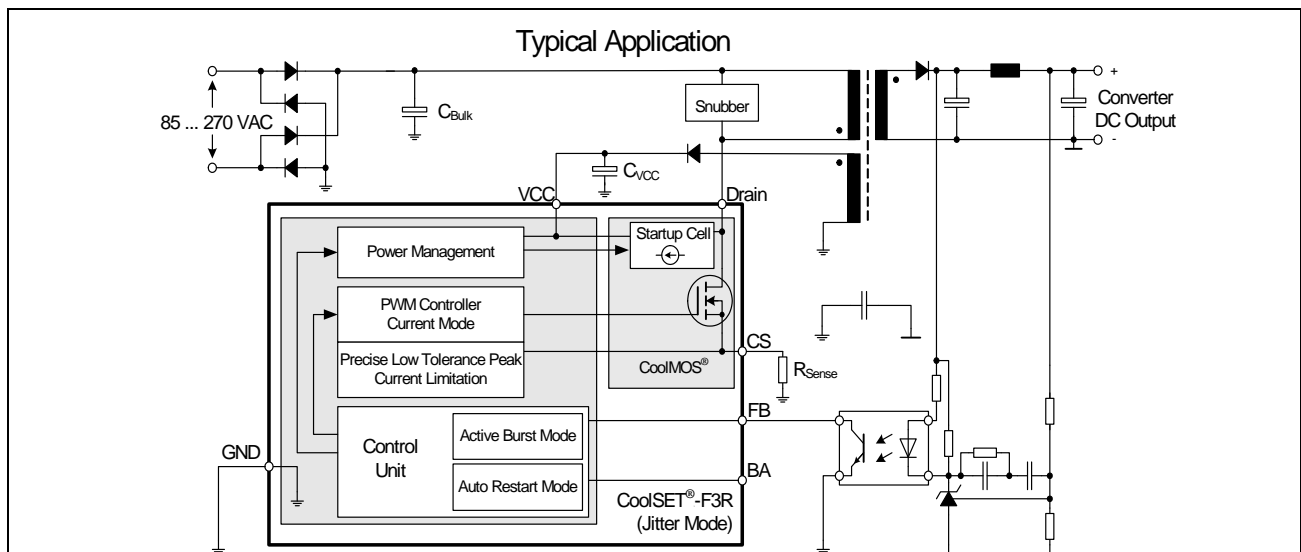 Typical Application
+
Snubber
C Bulk
Converter
DC Output
85 ... 270 VAC
-
C VCC
VCC
Drain
Power Management
Startup Cell
PWM Controller
Current Mode
CS
Precise Low Tolerance Peak
Current Limitation
CoolMOS®
R Sense
FB
Active Burst Mode
Control
Unit
GND
BA
Auto Restart Mode
CoolSET®-F3R
(Jitter Mode)